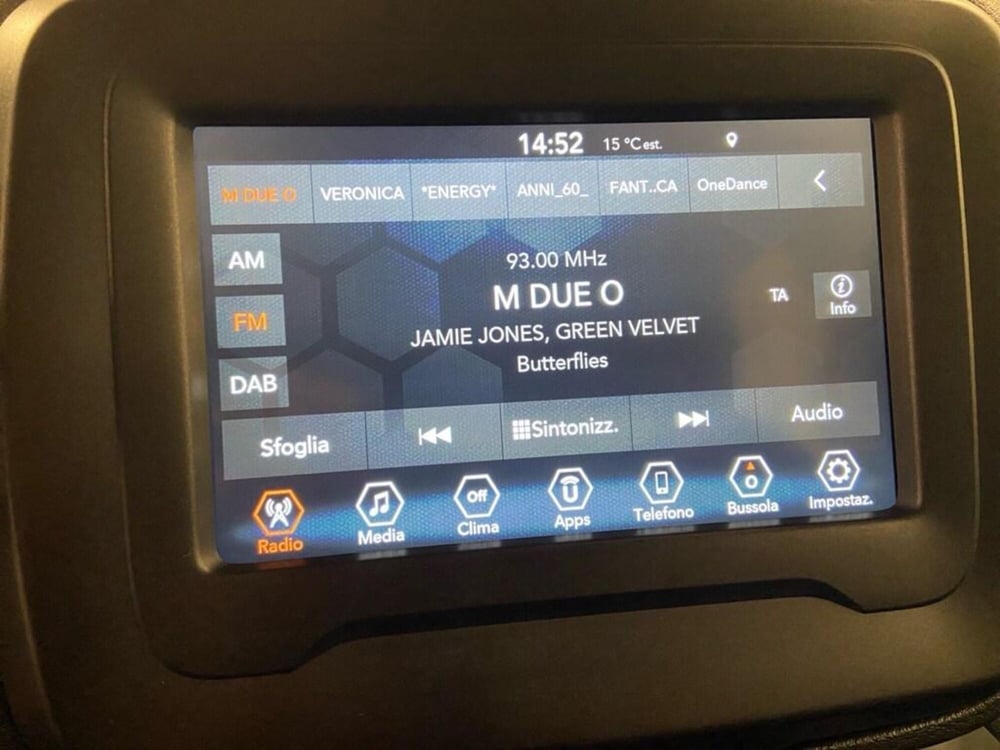 14:52 15 °C est.
M DUE O VERONICA *ENERGY* ANNI_60_ FANT..CA OneDance
AM
93.00 MHz
M DUE O
TA
Info
FM
JAMIE JONES, GREEN VELVET
Butterflies
DAB
Sfoglia Sintonizz. Audio
Off
O
Radio Media Clima Apps Telefono Bussola Impostaz.